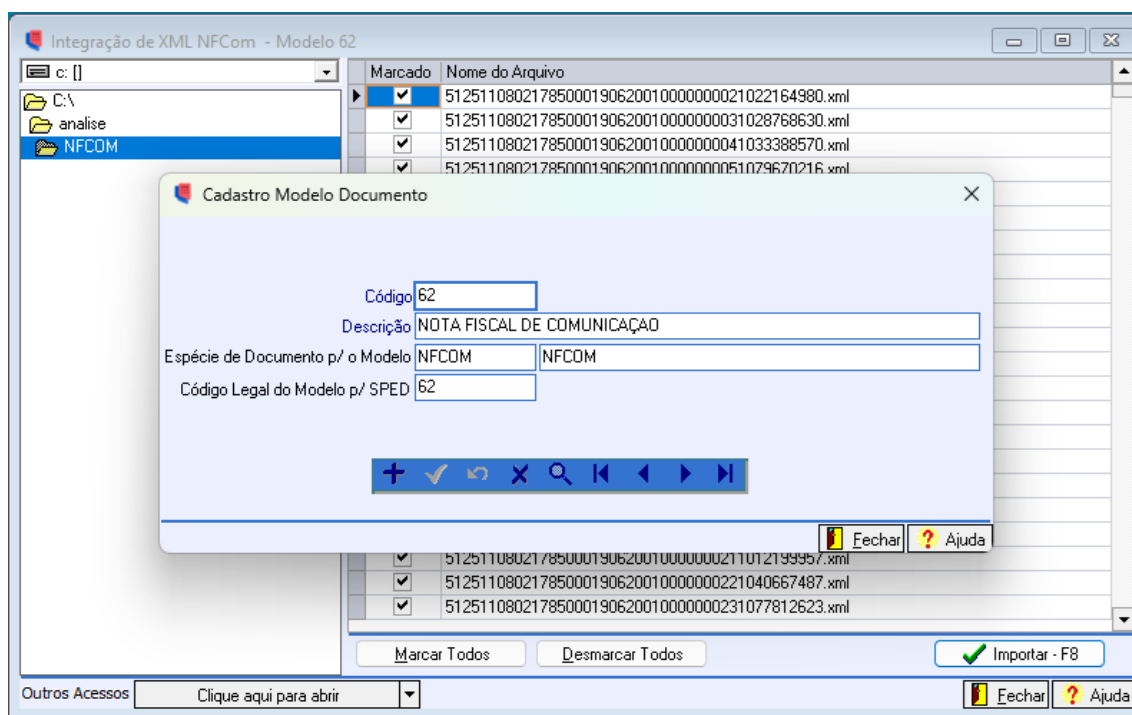 Integração de XML NFCom - Modelo 62
c: []
C:\
analise
NFCOM
Marcado Nome do Arquivo
51251108021785000190620010000000021022164980.xml
51251108021785000190620010000000031028768630.xml
51251108021785000190620010000000041033388570.xml
51251108021785000190620010000000051079670216.xml
Cadastro Modelo Documento
Código 62
Descrição NOTA FISCAL DE COMUNICAÇAO
Espécie de Documento p/ o Modelo NFCOM NFCOM
Código Legal do Modelo p/ SPED 62
Fechar ? Ajuda
51251108021785000190620010000000211012199957.xml
51251108021785000190620010000000221040667487.xml
51251108021785000190620010000000231077812623.xml
Marcar Todos Desmarcar Todos Importar - F8
Outros Acessos Clique aqui para abrir Fechar ? Ajuda